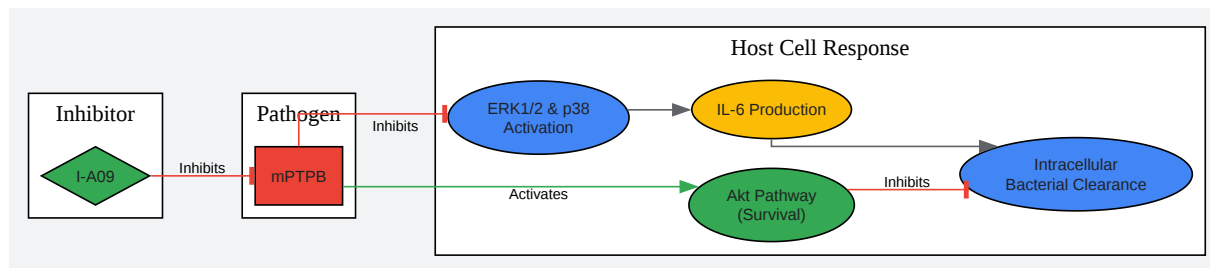 Host Cell Response
Inhibitor
Pathogen
ERK1/2 & p38
Activation
IL-6 Production
Inhibits
I-A09
Inhibits
mPTPB
Intracellular
Bacterial Clearance
Activates
Akt Pathway
(Survival)
Inhibits